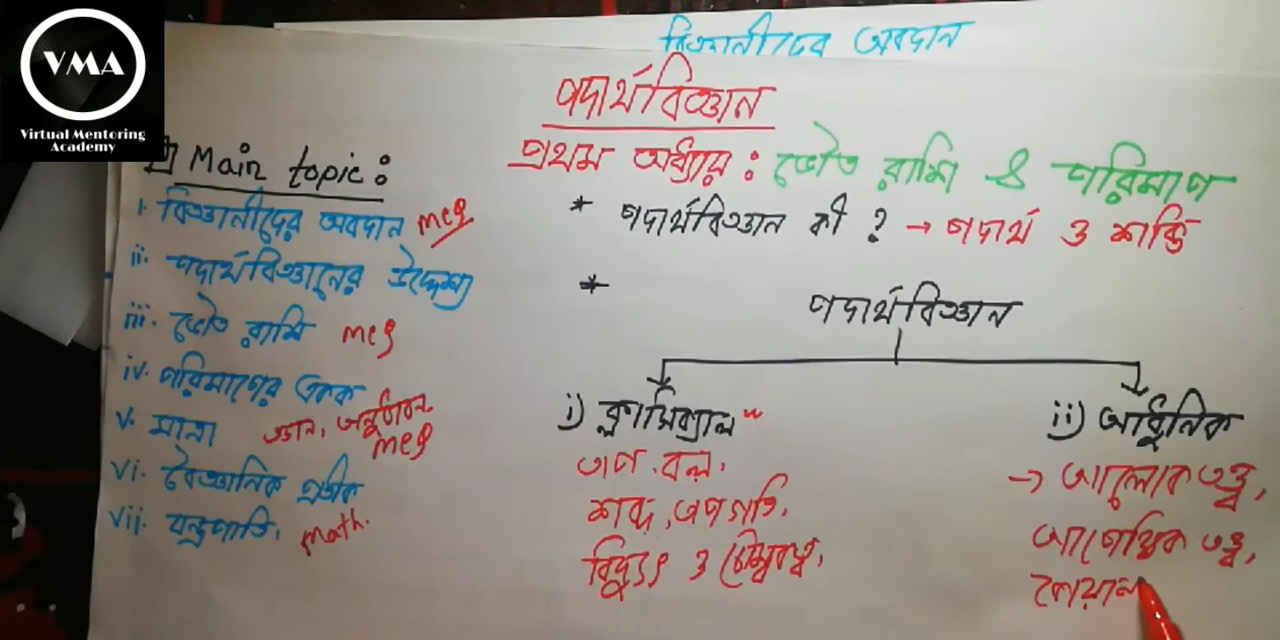 VMA
Virtual Mentoring
Academy
বিজ্ঞানীদের অবদান
পদার্থবিজ্ঞান
প্রথম অধ্যায় : ভৌত রাশি ও পরিমাপ
Main topic :
i. বিজ্ঞানীদের অবদান mcq
ii. পদার্থবিজ্ঞানের উদ্দেশ্য
iii. ভৌত রাশি mcq
iv. পরিমাপের একক
v. মাত্রা জ্ঞান, অনুধাবন, mcq
vi. বৈজ্ঞানিক প্রতীক
vii. যন্ত্রপাতি, math.
* পদার্থবিজ্ঞান কী ? → পদার্থ ও শক্তি
* পদার্থবিজ্ঞান
i) ক্লাসিক্যাল "
তাপ, বল,
শব্দ, তাপগতি,
বিদ্যুৎ ও চৌম্বকত্ব,
ii) আধুনিক
→ আলোক তত্ত্ব,
আপেক্ষিক তত্ত্ব,
কোয়ান